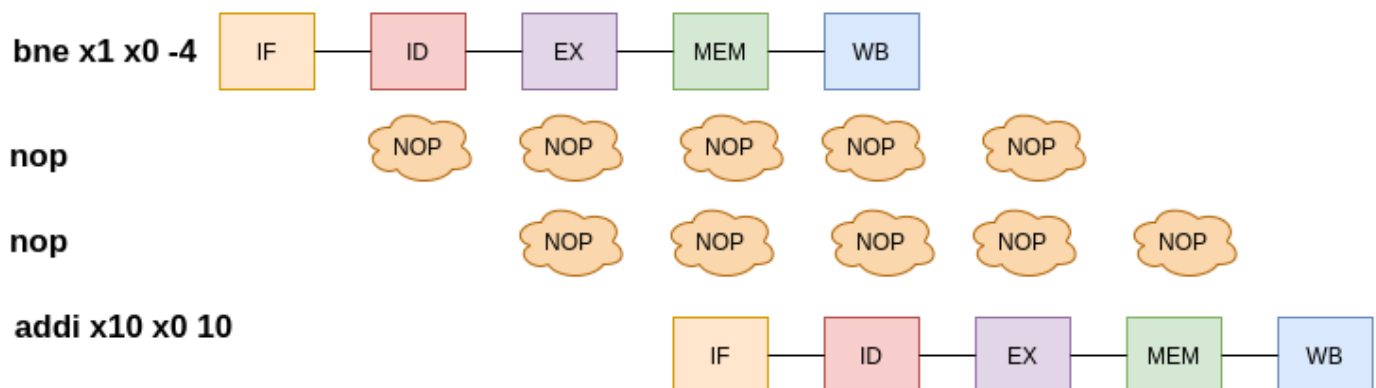 bne x1 x0 -4 IF ID EX MEM WB
nop NOP NOP NOP NOP NOP
nop NOP NOP NOP NOP NOP
addi x10 x0 10 IF ID EX MEM WB